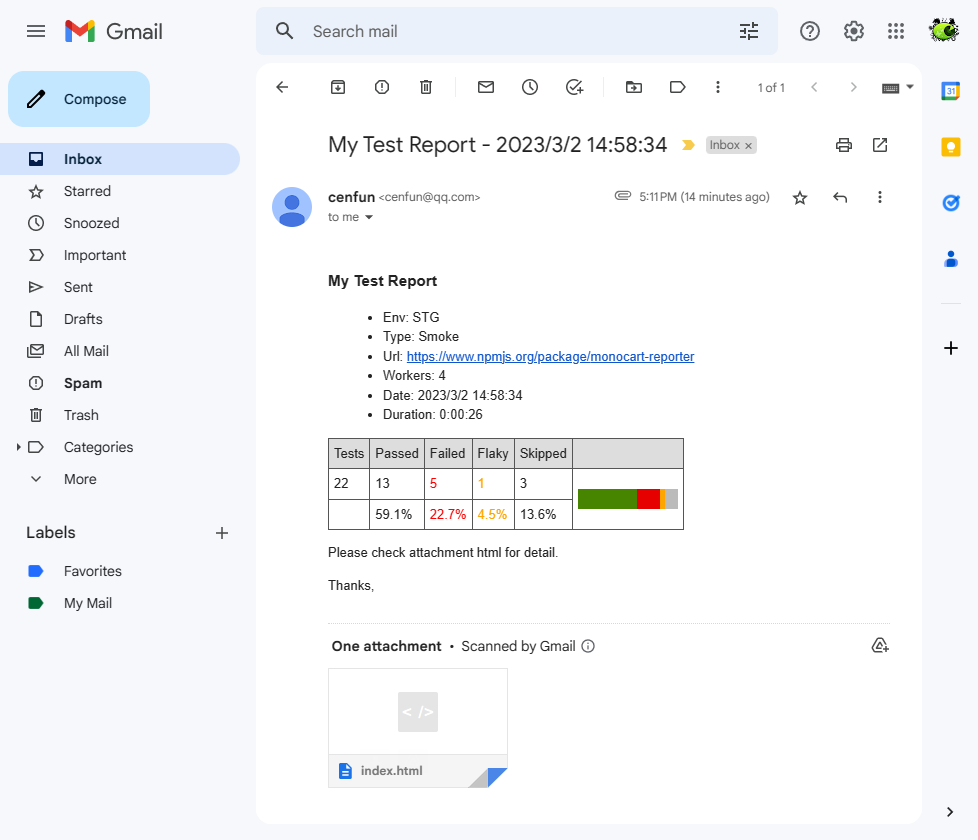 Gmail
Search mail
Compose
1 of 1
31
Inbox
Starred
Snoozed
Important
Sent
Drafts
All Mail
Spam
Trash
Categories
More
Labels
Favorites
My Mail
My Test Report - 2023/3/2 14:58:34
Inbox ×
cenfun <cenfun@qq.com>
5:11 PM (14 minutes ago)
to me
My Test Report
• Env: STG
• Type: Smoke
• Url: https://www.npmjs.org/package/monocart-reporter
• Workers: 4
• Date: 2023/3/2 14:58:34
• Duration: 0:00:26
Tests Passed Failed Flaky Skipped
22 13 5 1 3
59.1% 22.7% 4.5% 13.6%
Please check attachment html for detail.
Thanks,
One attachment • Scanned by Gmail
< />
index.html